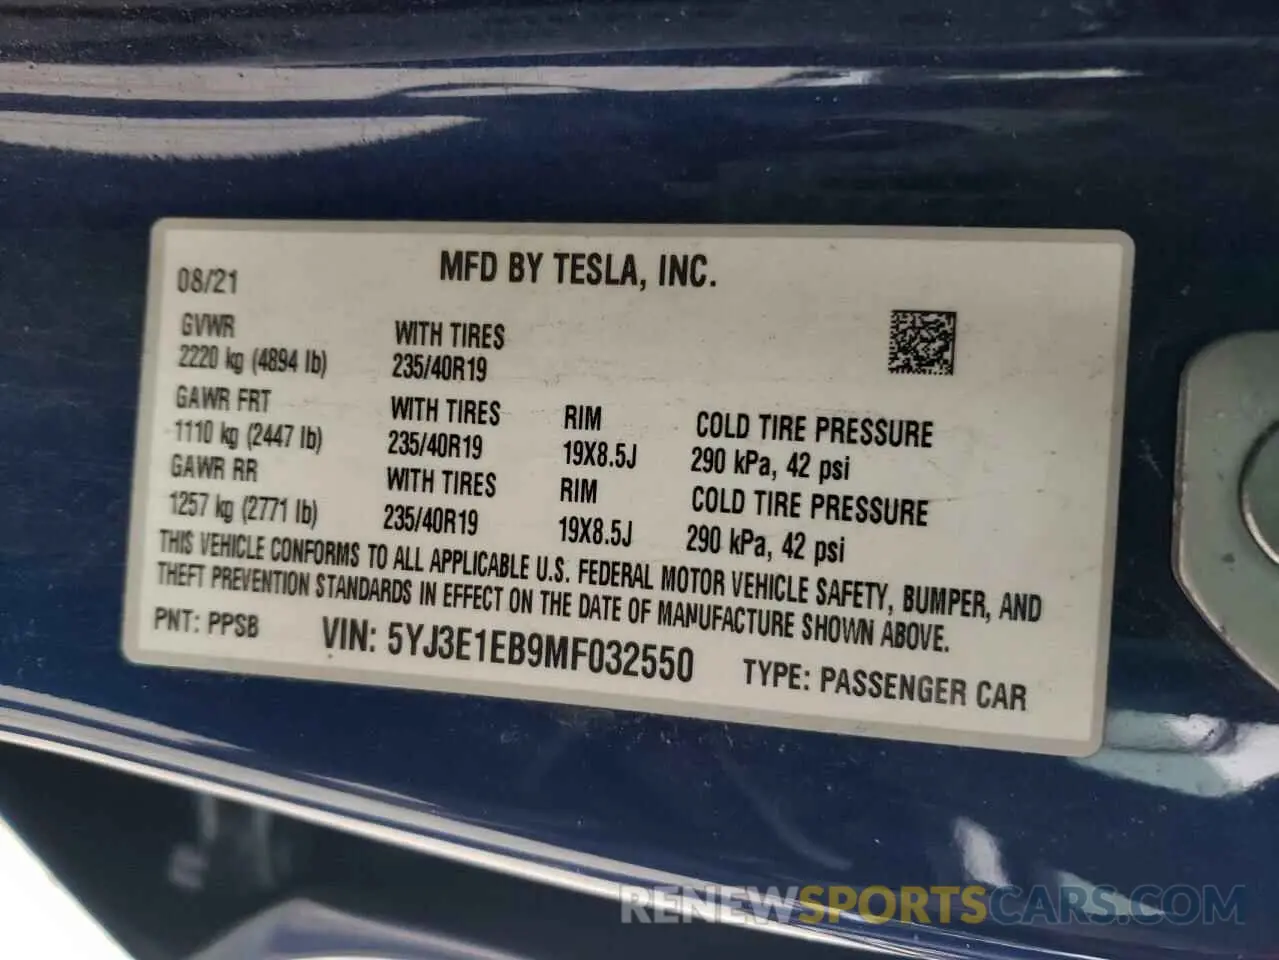 MFD BY TESLA, INC.
08/21
GVWR WITH TIRES
2220 kg (4894 lb) 235/40R19
GAWR FRT WITH TIRES RIM COLD TIRE PRESSURE
1110 kg (2447 lb) 235/40R19 19X8.5J 290 kPa, 42 psi
GAWR RR WITH TIRES RIM COLD TIRE PRESSURE
1257 kg (2771 lb) 235/40R19 19X8.5J 290 kPa, 42 psi
THIS VEHICLE CONFORMS TO ALL APPLICABLE U.S. FEDERAL MOTOR VEHICLE SAFETY, BUMPER, AND
THEFT PREVENTION STANDARDS IN EFFECT ON THE DATE OF MANUFACTURE SHOWN ABOVE.
PNT: PPSB VIN: 5YJ3E1EB9MF032550 TYPE: PASSENGER CAR
RENEWSPORTSCARS.COM